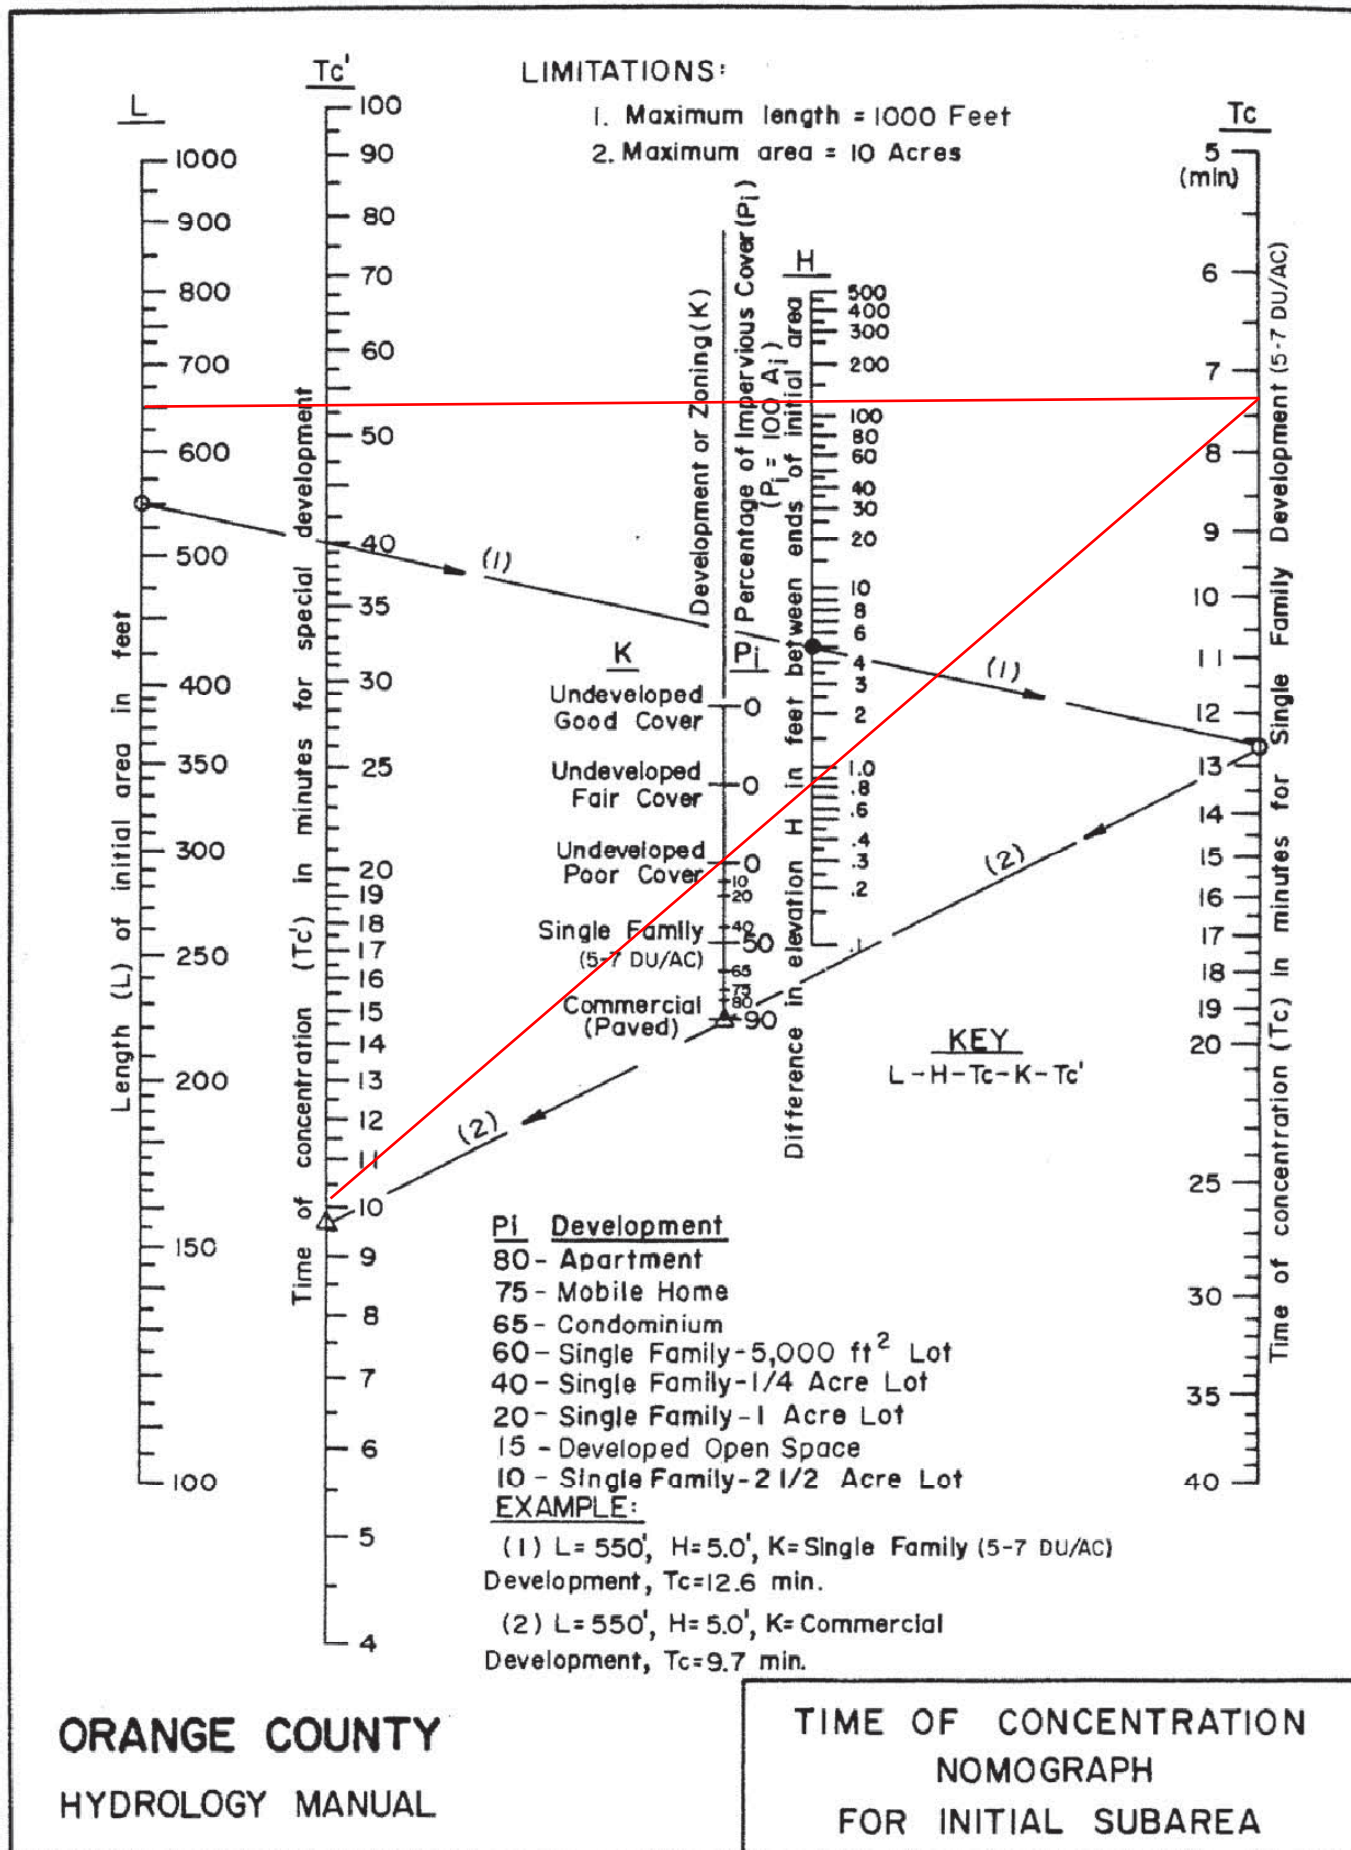 LIMITATIONS:
1. Maximum length = 1000 Feet
2. Maximum area = 10 Acres
L
1000
900
800
700
600
500
400
350
300
250
200
150
100
Length (L) of initial area in feet
Tc'
100
90
80
70
60
50
40
35
30
25
20
19
18
17
16
15
14
13
12
11
10
9
8
7
6
5
4
Time of concentration (Tc') in minutes for special development
Development or Zoning (K)
Percentage of Impervious Cover (Pi)
(Pi = 100 Ai)
K
Pi
Undeveloped
Good Cover
0
Undeveloped
Fair Cover
0
Undeveloped
Poor Cover
0
10
20
40
Single Family
(5-7 DU/AC)
50
65
75
80
Commercial
(Paved)
90
H
500
400
300
200
100
80
60
40
30
20
10
8
6
4
3
2
1.0
.8
.6
.4
.3
.2
.1
Difference in elevation H in feet between ends of initial area
Tc
5
(min)
6
7
8
9
10
11
12
13
14
15
16
17
18
19
20
25
30
35
40
Time of concentration (Tc) in minutes for Single Family Development (5-7 DU/AC)
(1)
(1)
(2)
(2)
KEY
L-H-Tc-K-Tc'
Pi Development
80 - Apartment
75 - Mobile Home
65 - Condominium
60 - Single Family-5,000 ft² Lot
40 - Single Family-1/4 Acre Lot
20 - Single Family-1 Acre Lot
15 - Developed Open Space
10 - Single Family-2 1/2 Acre Lot
EXAMPLE:
(1) L=550', H=5.0', K=Single Family (5-7 DU/AC)
Development, Tc=12.6 min.
(2) L=550', H=5.0', K=Commercial
Development, Tc=9.7 min.
ORANGE COUNTY
HYDROLOGY MANUAL
TIME OF CONCENTRATION
NOMOGRAPH
FOR INITIAL SUBAREA